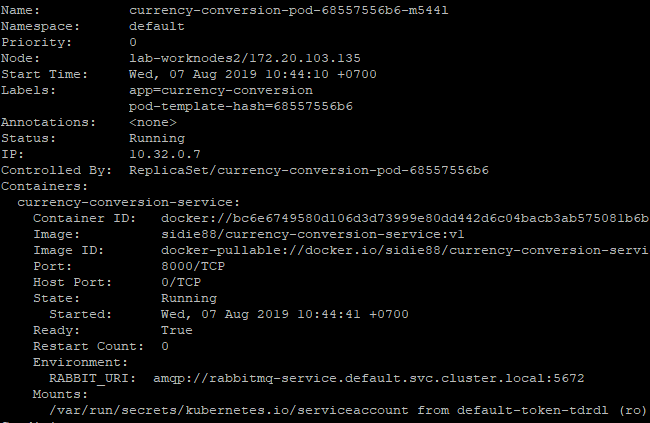 Name: currency-conversion-pod-68557556b6-m544l
Namespace: default
Priority: 0
Node: lab-worknodes2/172.20.103.135
Start Time: Wed, 07 Aug 2019 10:44:10 +0700
Labels: app=currency-conversion
pod-template-hash=68557556b6
Annotations: <none>
Status: Running
IP: 10.32.0.7
Controlled By: ReplicaSet/currency-conversion-pod-68557556b6
Containers:
currency-conversion-service:
Container ID: docker://bc6e6749580d106d3d73999e80dd442d6c04bacb3ab575081b6b
Image: sidie88/currency-conversion-service:v1
Image ID: docker-pullable://docker.io/sidie88/currency-conversion-servi
Port: 8000/TCP
Host Port: 0/TCP
State: Running
Started: Wed, 07 Aug 2019 10:44:41 +0700
Ready: True
Restart Count: 0
Environment:
RABBIT_URI: amqp://rabbitmq-service.default.svc.cluster.local:5672
Mounts:
/var/run/secrets/kubernetes.io/serviceaccount from default-token-tdrdl (ro)